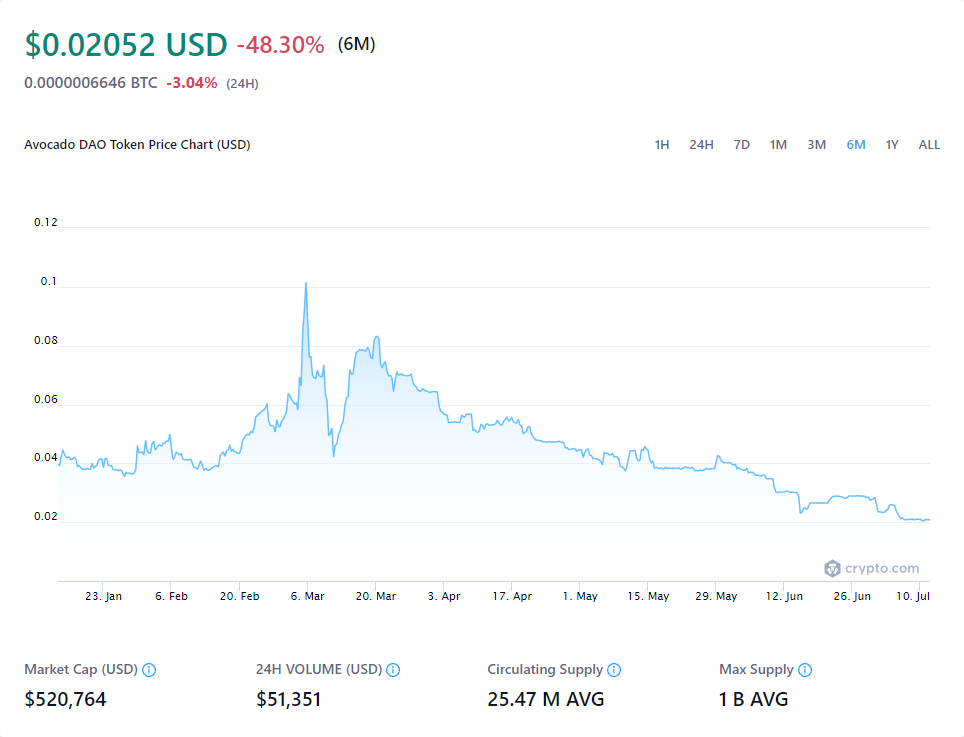 $0.02052 USD -48.30% (6M)
0.0000006646 BTC -3.04% (24H)
Avocado DAO Token Price Chart (USD) 1H 24H 7D 1M 3M 6M 1Y ALL
0.12
0.1
0.08
0.06
0.04
0.02
crypto.com
23. Jan 6. Feb 20. Feb 6. Mar 20. Mar 3. Apr 17. Apr 1. May 15. May 29. May 12. Jun 26. Jun 10. Jul
Market Cap (USD) 24H VOLUME (USD) Circulating Supply Max Supply
$520,764 $51,351 25.47 M AVG 1 B AVG